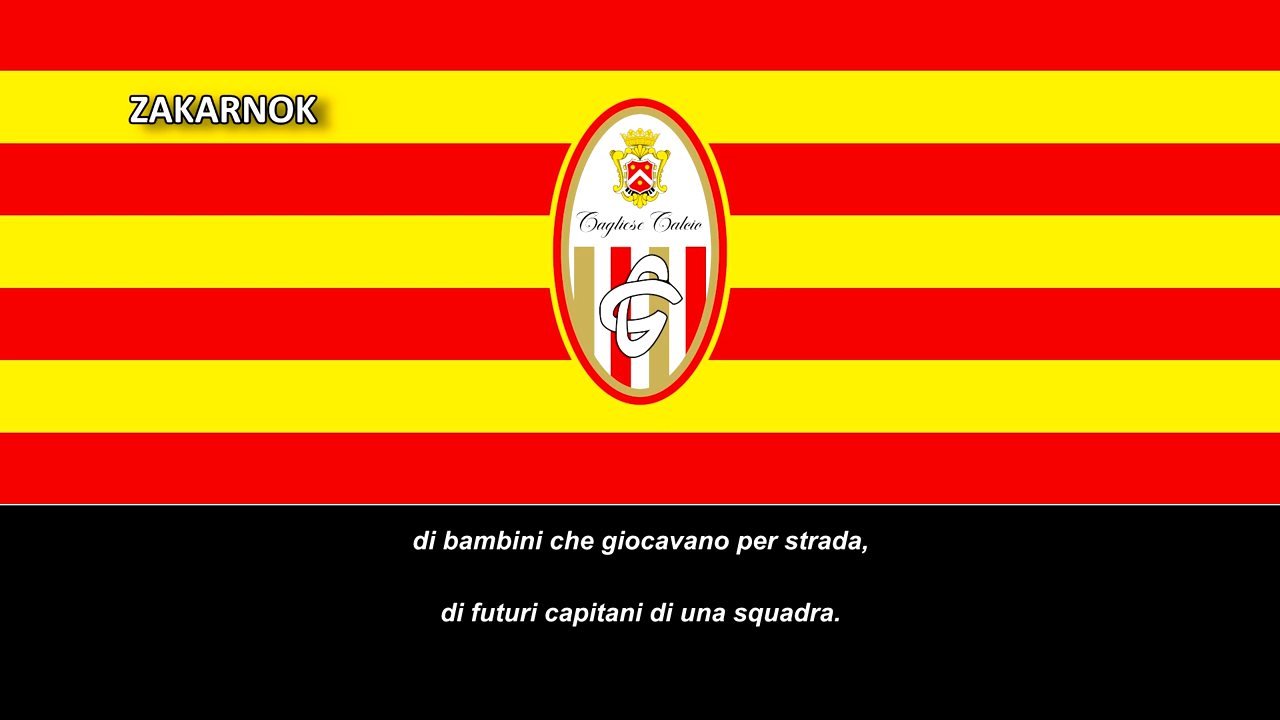 ZAKARNOK
Cagliese Calcio
di bambini che giocavano per strada,
di futuri capitani di una squadra.